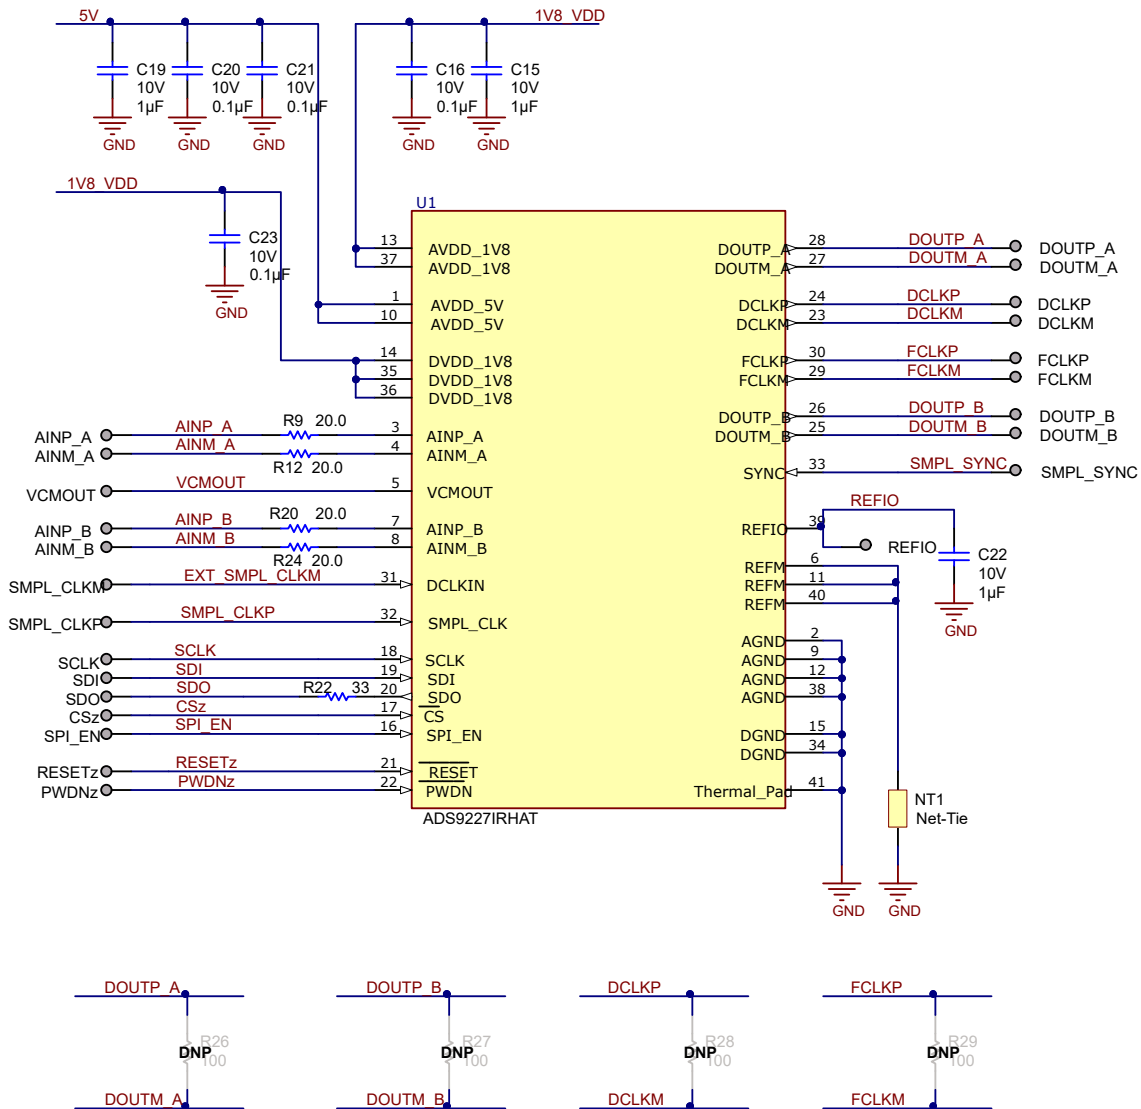 5V
1V8_VDD
C19
10V
1µF
C20
10V
0.1µF
C21
10V
0.1µF
C16
10V
0.1µF
C15
10V
1µF
GND
GND
GND
GND
GND
1V8_VDD
C23
10V
0.1µF
GND
U1
13
AVDD_1V8
37
AVDD_1V8
1
AVDD_5V
10
AVDD_5V
14
DVDD_1V8
35
DVDD_1V8
36
DVDD_1V8
AINP_A
AINP_A
R9 20.0
3
AINP_A
AINM_A
AINM_A
R12 20.0
4
AINM_A
VCMOUT
VCMOUT
5
VCMOUT
AINP_B
AINP_B
R20 20.0
7
AINP_B
AINM_B
AINM_B
R24 20.0
8
AINM_B
SMPL_CLKM
EXT_SMPL_CLKM
31
DCLKIN
SMPL_CLKP
SMPL_CLKP
32
SMPL_CLK
SCLK
SCLK
18
SCLK
SDI
SDI
19
SDI
SDO
SDO
R22 33
20
SDO
CSz
CSz
17
CS
SPI_EN
SPI_EN
16
SPI_EN
RESETz
RESETz
21
RESET
PWDNz
PWDNz
22
PWDN
ADS9227IRHAT
DOUTP_A
28
DOUTP_A
DOUTP_A
DOUTM_A
27
DOUTM_A
DOUTM_A
DCLKP
24
DCLKP
DCLKP
DCLKM
23
DCLKM
DCLKM
FCLKP
30
FCLKP
FCLKP
FCLKM
29
FCLKM
FCLKM
DOUTP_B
26
DOUTP_B
DOUTP_B
DOUTM_B
25
DOUTM_B
DOUTM_B
SYNC
33
SMPL_SYNC
SMPL_SYNC
REFIO
39
REFIO
REFIO
C22
10V
1µF
GND
REFM
6
REFM
11
REFM
40
AGND
2
AGND
9
AGND
12
AGND
38
DGND
15
DGND
34
Thermal_Pad
41
NT1
Net-Tie
GND
GND
DOUTP_A
R26
DNP
100
DOUTM_A
DOUTP_B
R27
DNP
100
DOUTM_B
DCLKP
R28
DNP
100
DCLKM
FCLKP
R29
DNP
100
FCLKM